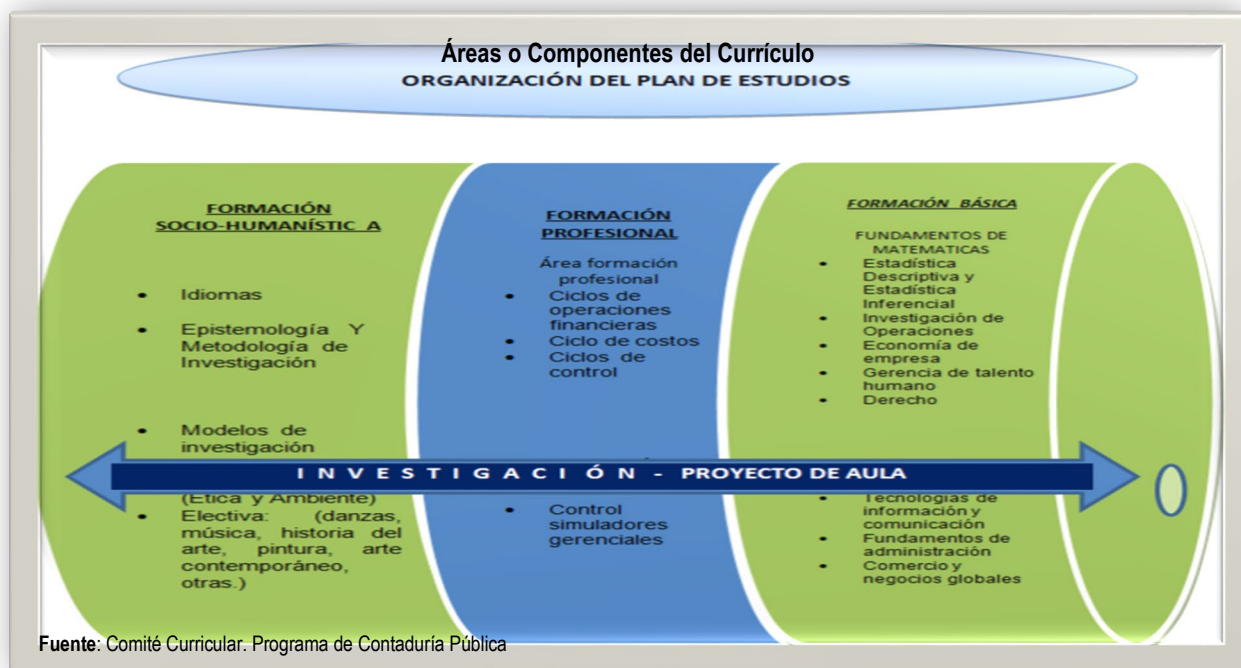 Áreas o Componentes del Currículo
ORGANIZACIÓN DEL PLAN DE ESTUDIOS
FORMACIÓN
SOCIO-HUMANÍSTIC A
• Idiomas
• Epistemología Y
Metodología de
Investigación
• Modelos de
investigación
(Etica y Ambiente)
• Electiva: (danzas,
música, historia del
arte, pintura, arte
contemporáneo,
otras.)
FORMACIÓN
PROFESIONAL
Área formación
profesional
• Ciclos de
operaciones
financieras
• Ciclo de costos
• Ciclos de
control
• Control
simuladores
gerenciales
FORMACIÓN BÁSICA
FUNDAMENTOS DE
MATEMATICAS
• Estadística
Descriptiva y
Estadística
Inferencial
• Investigación de
Operaciones
• Economía de
empresa
• Gerencia de talento
humano
• Derecho
• Tecnologías de
información y
comunicación
• Fundamentos de
administración
• Comercio y
negocios globales
I N V E S T I G A C I Ó N - PROYECTO DE AULA
Fuente: Comité Curricular. Programa de Contaduría Pública